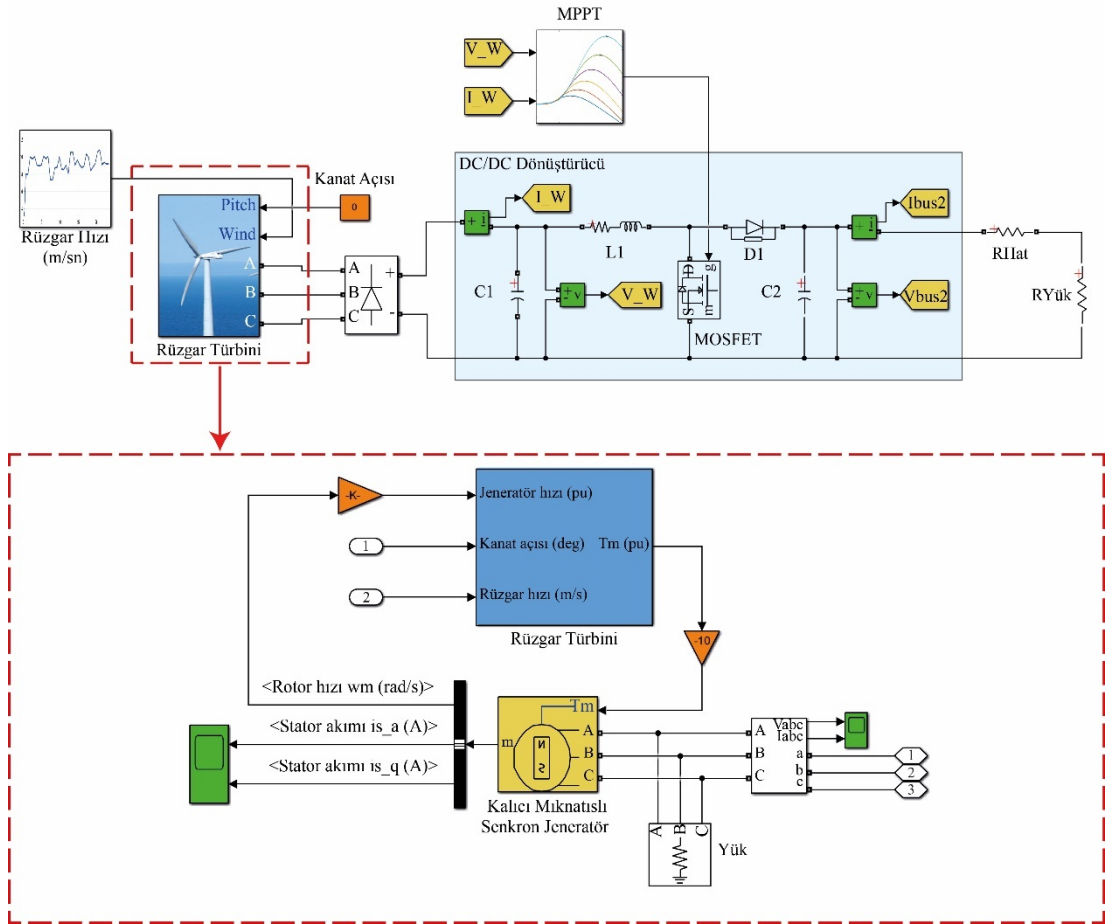 MPPT
V_W
I_W
Rüzgar Hızı
(m/sn)
Kanat Açısı
0
Pitch
Wind
A
B
C
Rüzgar Türbini
A
B
C
+
-
DC/DC Dönüştürücü
+ i
I_W
L1
C1
+ - v
V_W
D
g
S
m
MOSFET
D1
C2
+ i
Ibus2
+ - v
Vbus2
RHat
RYük
-K-
1
2
Jeneratör hızı (pu)
Kanat açısı (deg)
Tm (pu)
Rüzgar hızı (m/s)
Rüzgar Türbini
-10
<Rotor hızı wm (rad/s)>
<Stator akımı is_a (A)>
<Stator akımı is_q (A)>
m
Tm
N
S
A
B
C
Kalıcı Mıknatıslı
Senkron Jeneratör
A
B
C
Yük
A
B
C
Vabc
Iabc
a
b
c
1
2
3